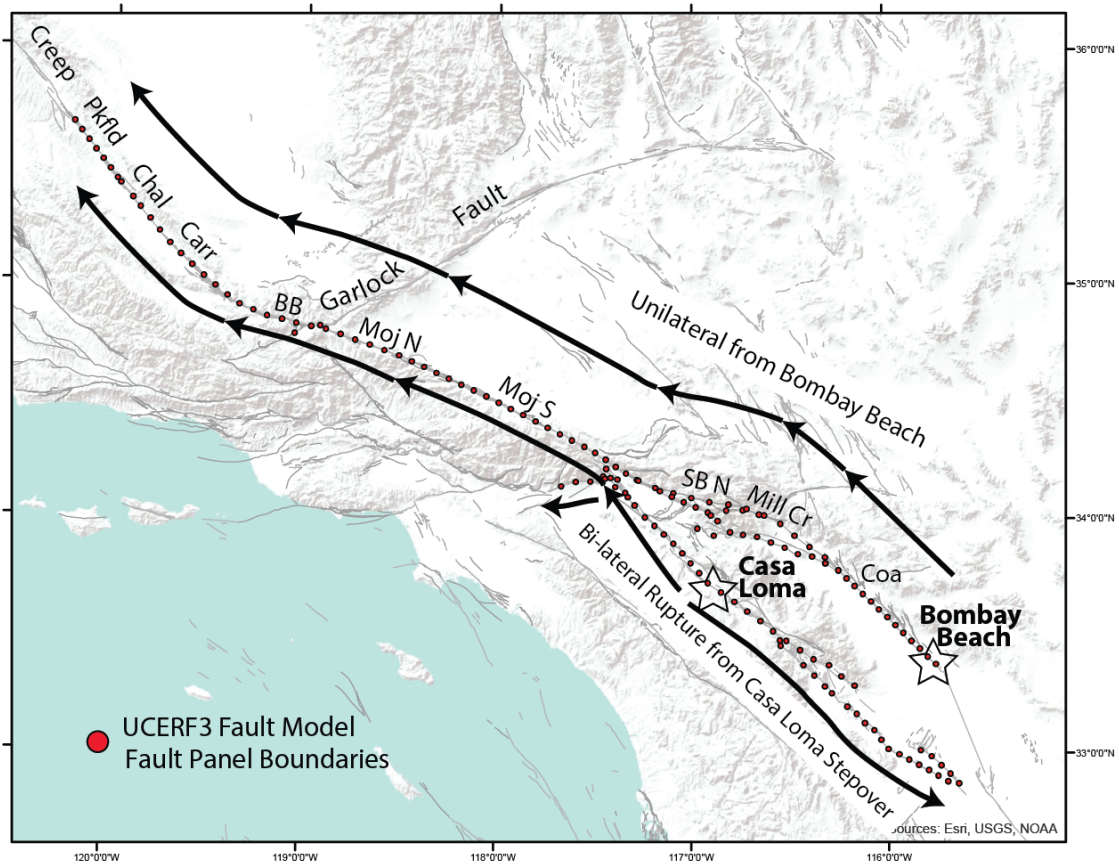 Creep
Pkfld
Chal
Carr
BB
Garlock
Fault
Moj N
Moj S
SB N
Mill Cr
Coa
Unilateral from Bombay Beach
Bi-lateral Rupture from Casa Loma Stepover
Casa
Loma
Bombay
Beach
UCERF3 Fault Model
Fault Panel Boundaries
36°0'0"N
35°0'0"N
34°0'0"N
33°0'0"N
120°0'0"W
119°0'0"W
118°0'0"W
117°0'0"W
116°0'0"W
ources: Esri, USGS, NOAA